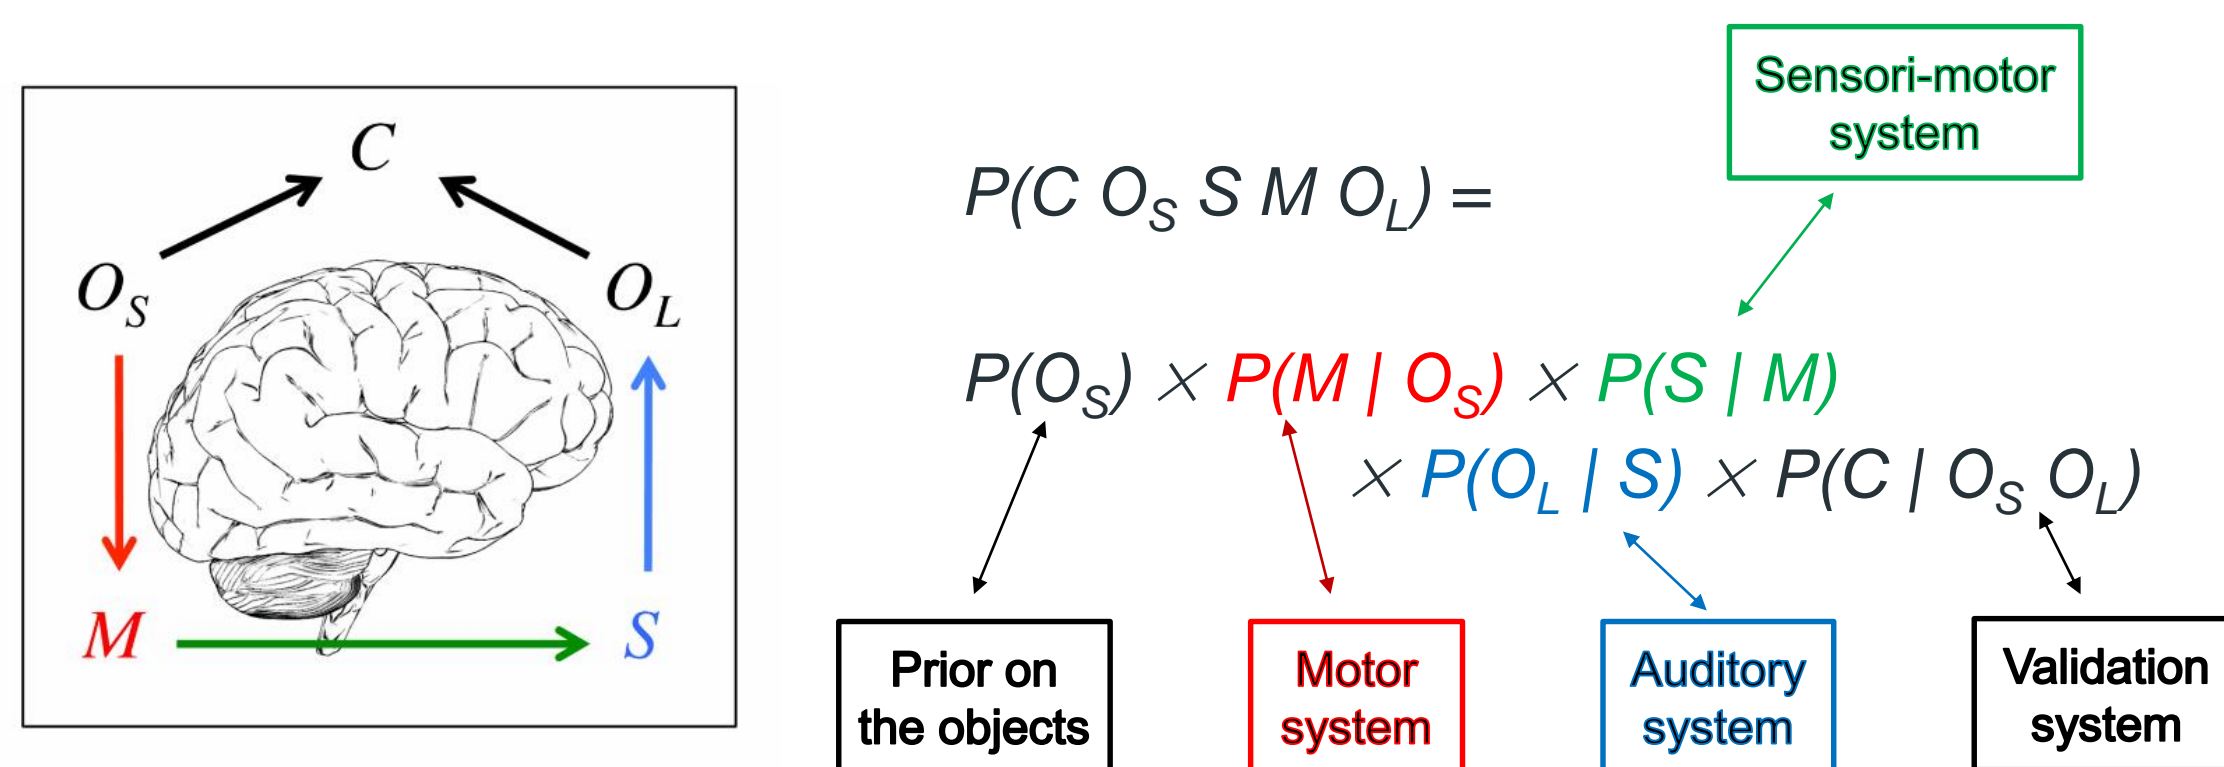 C
O_S
O_L
M
S
Sensori-motor
system
P(C O_S S M O_L) =
P(O_S) × P(M | O_S) × P(S | M)
× P(O_L | S) × P(C | O_S O_L)
Prior on
the objects
Motor
system
Auditory
system
Validation
system